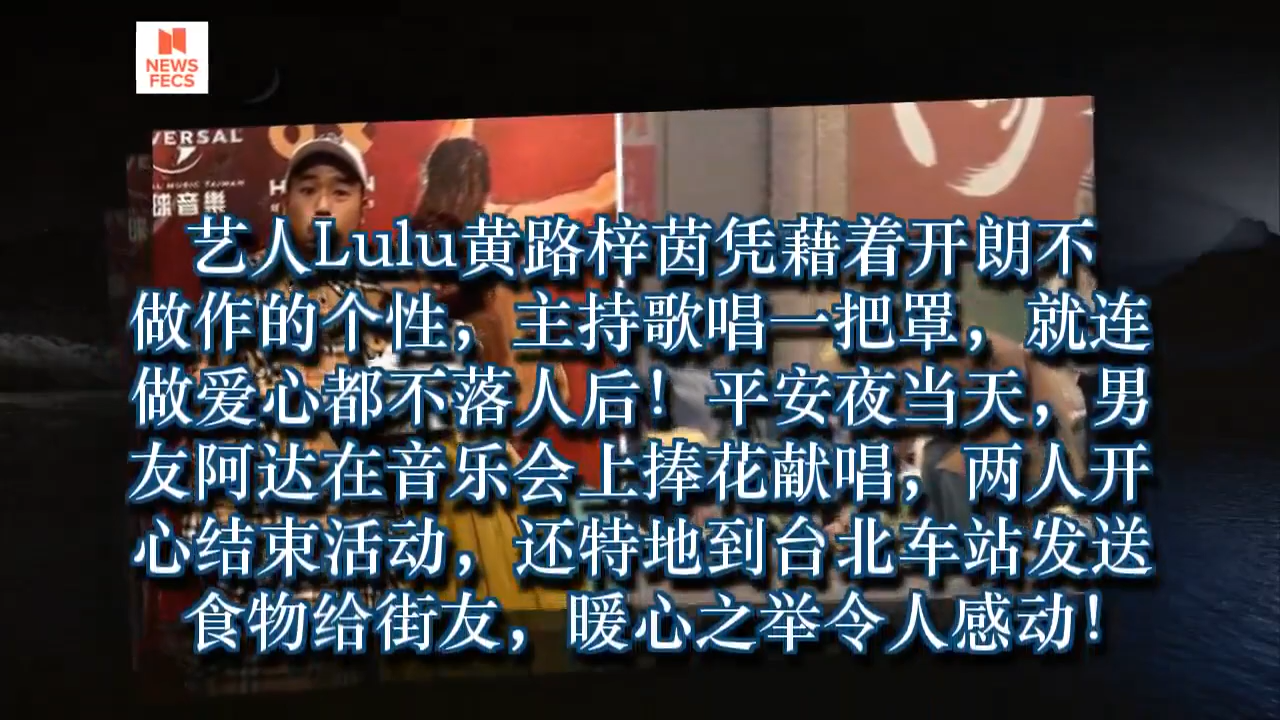 NEWS
FECS
VERSAL
艺人Lulu黄路梓茵凭藉着开朗不
做作的个性，主持歌唱一把罩，就连
做爱心都不落人后！平安夜当天，男
友阿达在音乐会上捧花献唱，两人开
心结束活动，还特地到台北车站发送
食物给街友，暖心之举令人感动！